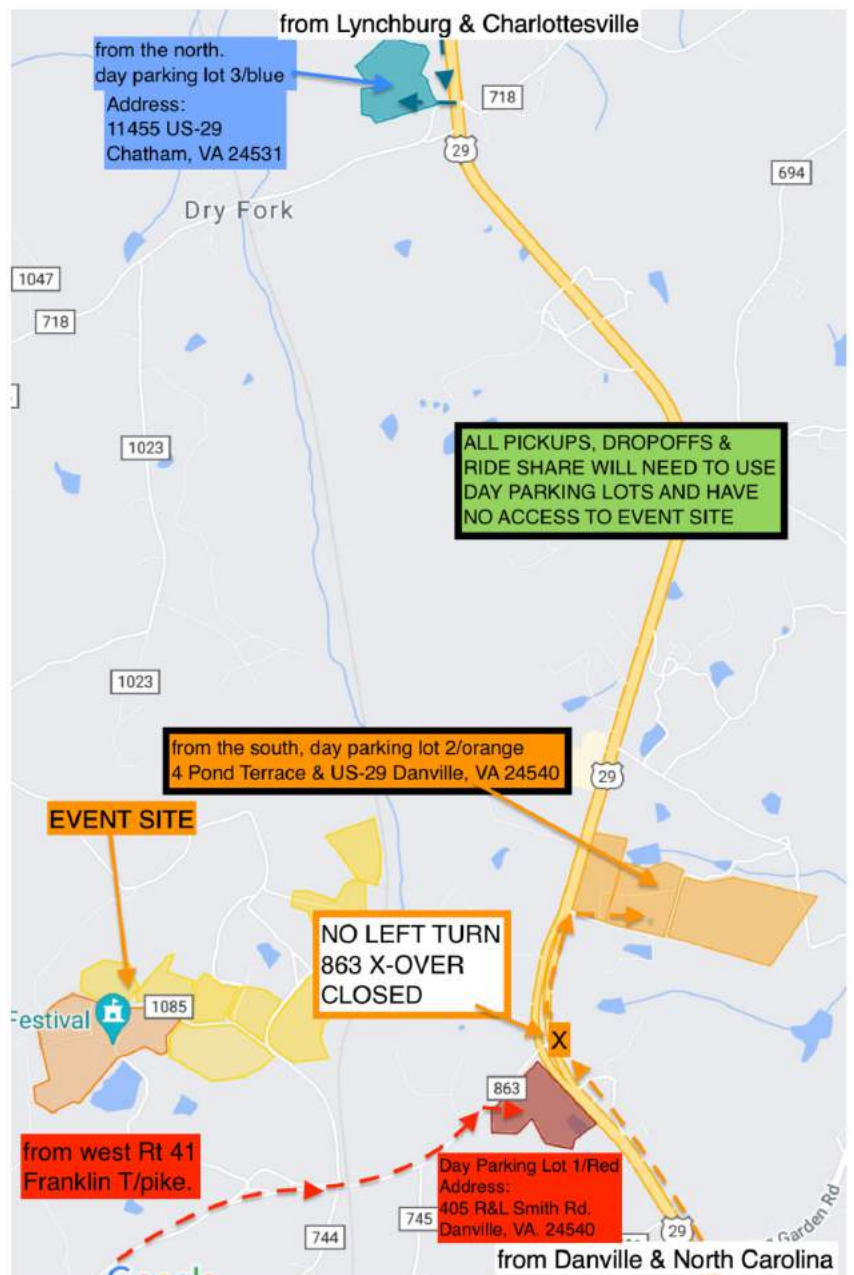 from Lynchburg & Charlottesville
from the north.
day parking lot 3/blue
Address:
11455 US-29
Chatham, VA 24531
718
29
694
Dry Fork
1047
718
1023
ALL PICKUPS, DROPOFFS &
RIDE SHARE WILL NEED TO USE
DAY PARKING LOTS AND HAVE
NO ACCESS TO EVENT SITE
1023
from the south, day parking lot 2/orange
4 Pond Terrace & US-29 Danville, VA 24540
29
EVENT SITE
NO LEFT TURN
863 X-OVER
CLOSED
1085
Festival
X
863
from west Rt 41
Franklin T/pike.
Day Parking Lot 1/Red
Address:
405 R&L Smith Rd.
Danville, VA. 24540
744
745
29
Garden Rd
from Danville & North Carolina
Google